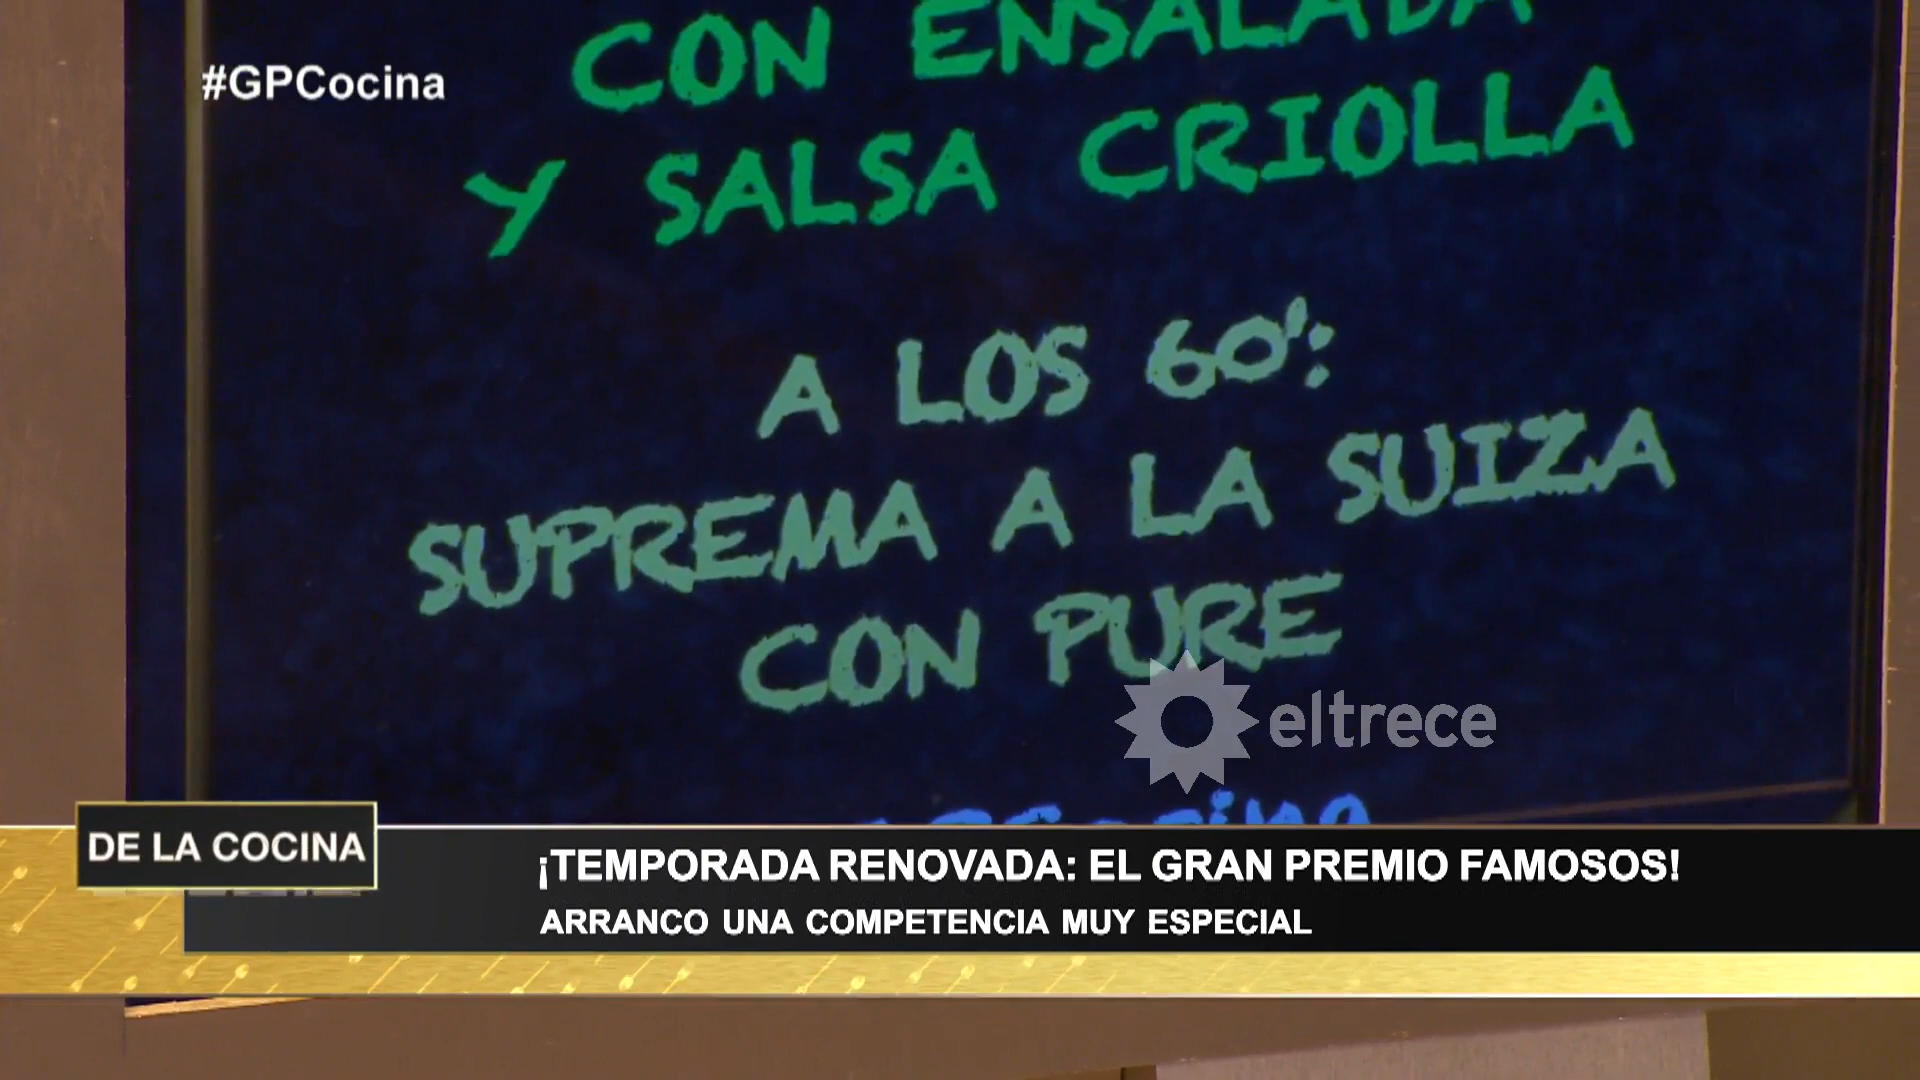 CON ENSALADA
#GPCocina
Y SALSA CRIOLLA
A LOS 60':
SUPREMA A LA SUIZA
CON PURE
eltrece
DE LA COCINA
¡TEMPORADA RENOVADA: EL GRAN PREMIO FAMOSOS!
ARRANCO UNA COMPETENCIA MUY ESPECIAL